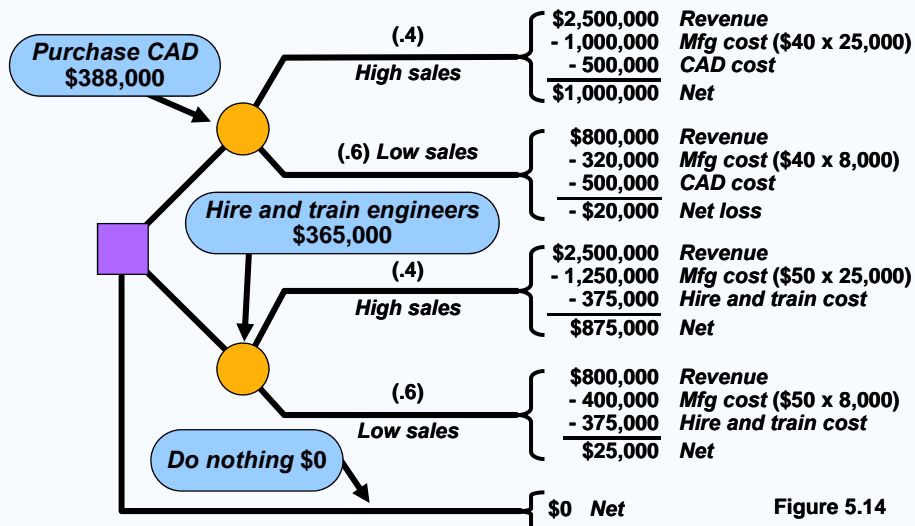 $2,500,000 Revenue
(.4)
- 1,000,000 Mfg cost ($40 x 25,000)
Purchase CAD
$388,000
High sales
- 500,000 CAD cost
$1,000,000 Net
$800,000 Revenue
(.6) Low sales
- 320,000 Mfg cost ($40 x 8,000)
- 500,000 CAD cost
- $20,000 Net loss
Hire and train engineers
$365,000
$2,500,000 Revenue
(.4)
- 1,250,000 Mfg cost ($50 x 25,000)
High sales
- 375,000 Hire and train cost
$875,000 Net
$800,000 Revenue
(.6)
- 400,000 Mfg cost ($50 x 8,000)
Low sales
- 375,000 Hire and train cost
$25,000 Net
Do nothing $0
$0 Net
Figure 5.14